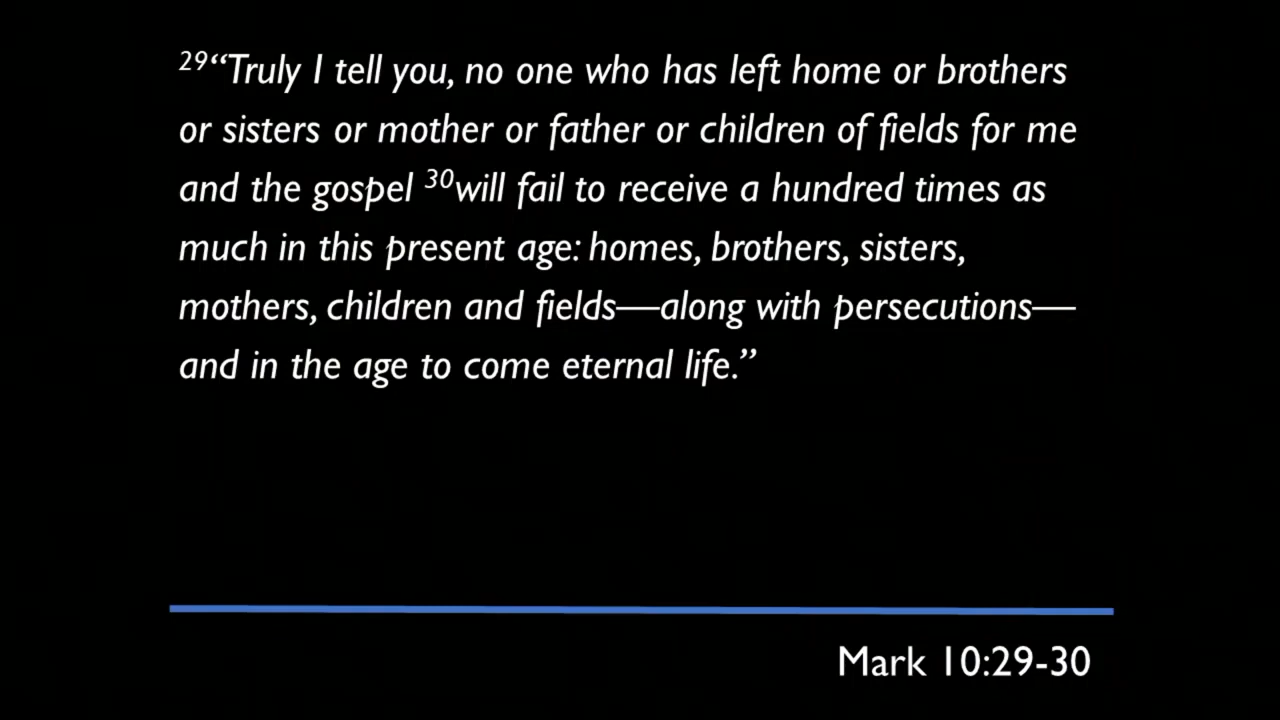 29“Truly I tell you, no one who has left home or brothers
or sisters or mother or father or children of fields for me
and the gospel 30will fail to receive a hundred times as
much in this present age: homes, brothers, sisters,
mothers, children and fields—along with persecutions—
and in the age to come eternal life.”
Mark 10:29-30